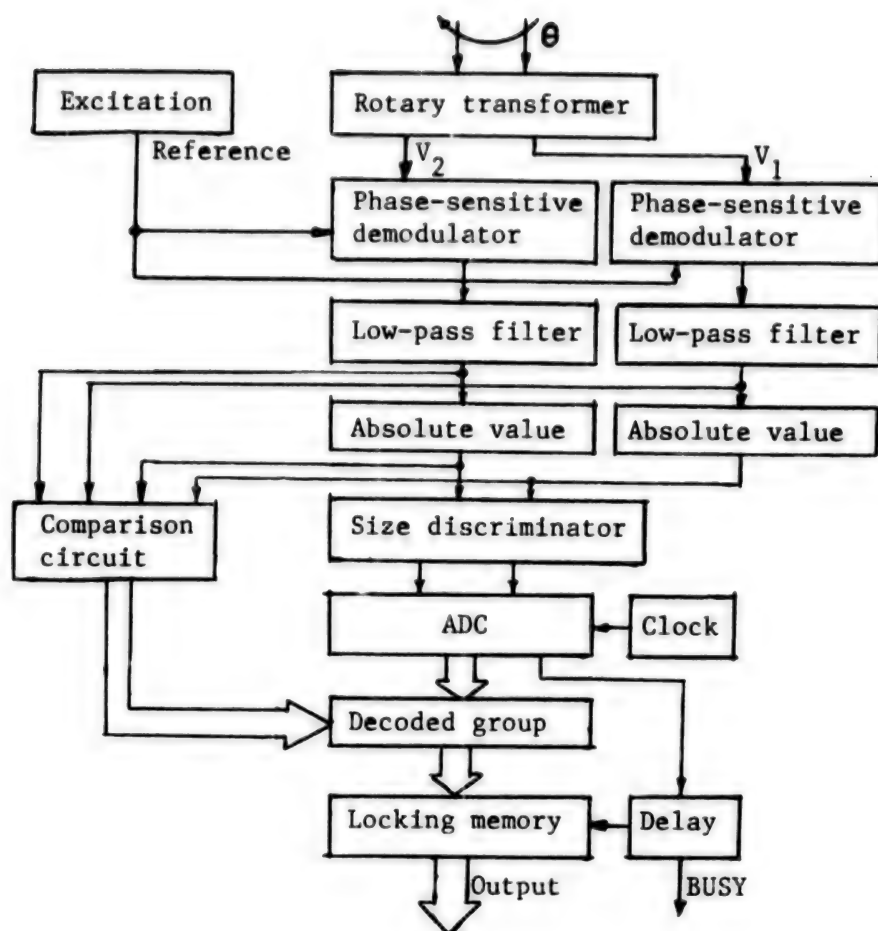 θ
Excitation
Rotary transformer
Reference
V2
V1
Phase-sensitive
demodulator
Phase-sensitive
demodulator
Low-pass filter
Low-pass filter
Absolute value
Absolute value
Comparison
circuit
Size discriminator
ADC
Clock
Decoded group
Locking memory
Delay
Output
BUSY